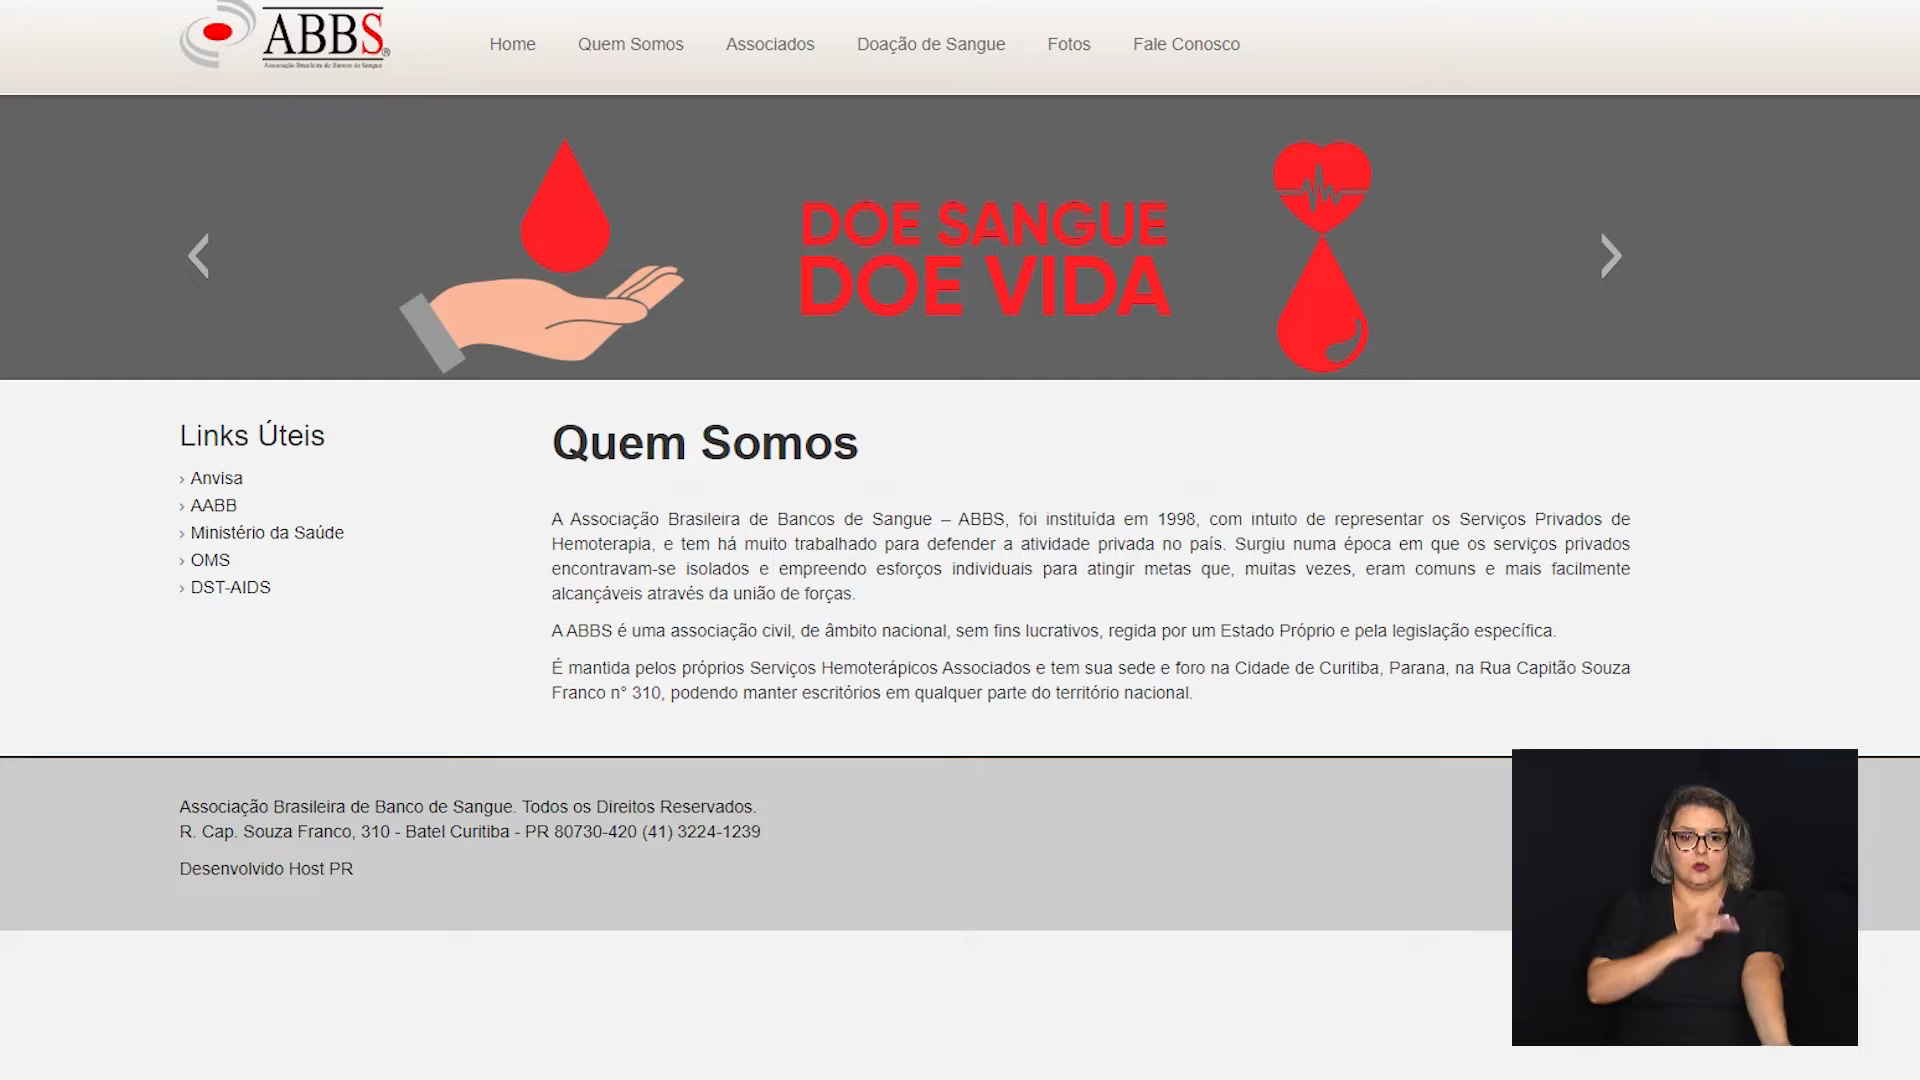 ABBS®
Associação Brasileira de Bancos de Sangue
Home Quem Somos Associados Doação de Sangue Fotos Fale Conosco
DOE SANGUE
DOE VIDA
Links Úteis
› Anvisa
› AABB
› Ministério da Saúde
› OMS
› DST-AIDS
Quem Somos
A Associação Brasileira de Bancos de Sangue – ABBS, foi instituída em 1998, com intuito de representar os Serviços Privados de
Hemoterapia, e tem há muito trabalhado para defender a atividade privada no país. Surgiu numa época em que os serviços privados
encontravam-se isolados e empreendo esforços individuais para atingir metas que, muitas vezes, eram comuns e mais facilmente
alcançáveis através da união de forças.
A ABBS é uma associação civil, de âmbito nacional, sem fins lucrativos, regida por um Estado Próprio e pela legislação específica.
É mantida pelos próprios Serviços Hemoterápicos Associados e tem sua sede e foro na Cidade de Curitiba, Parana, na Rua Capitão Souza
Franco n° 310, podendo manter escritórios em qualquer parte do território nacional.
Associação Brasileira de Banco de Sangue. Todos os Direitos Reservados.
R. Cap. Souza Franco, 310 - Batel Curitiba - PR 80730-420 (41) 3224-1239
Desenvolvido Host PR